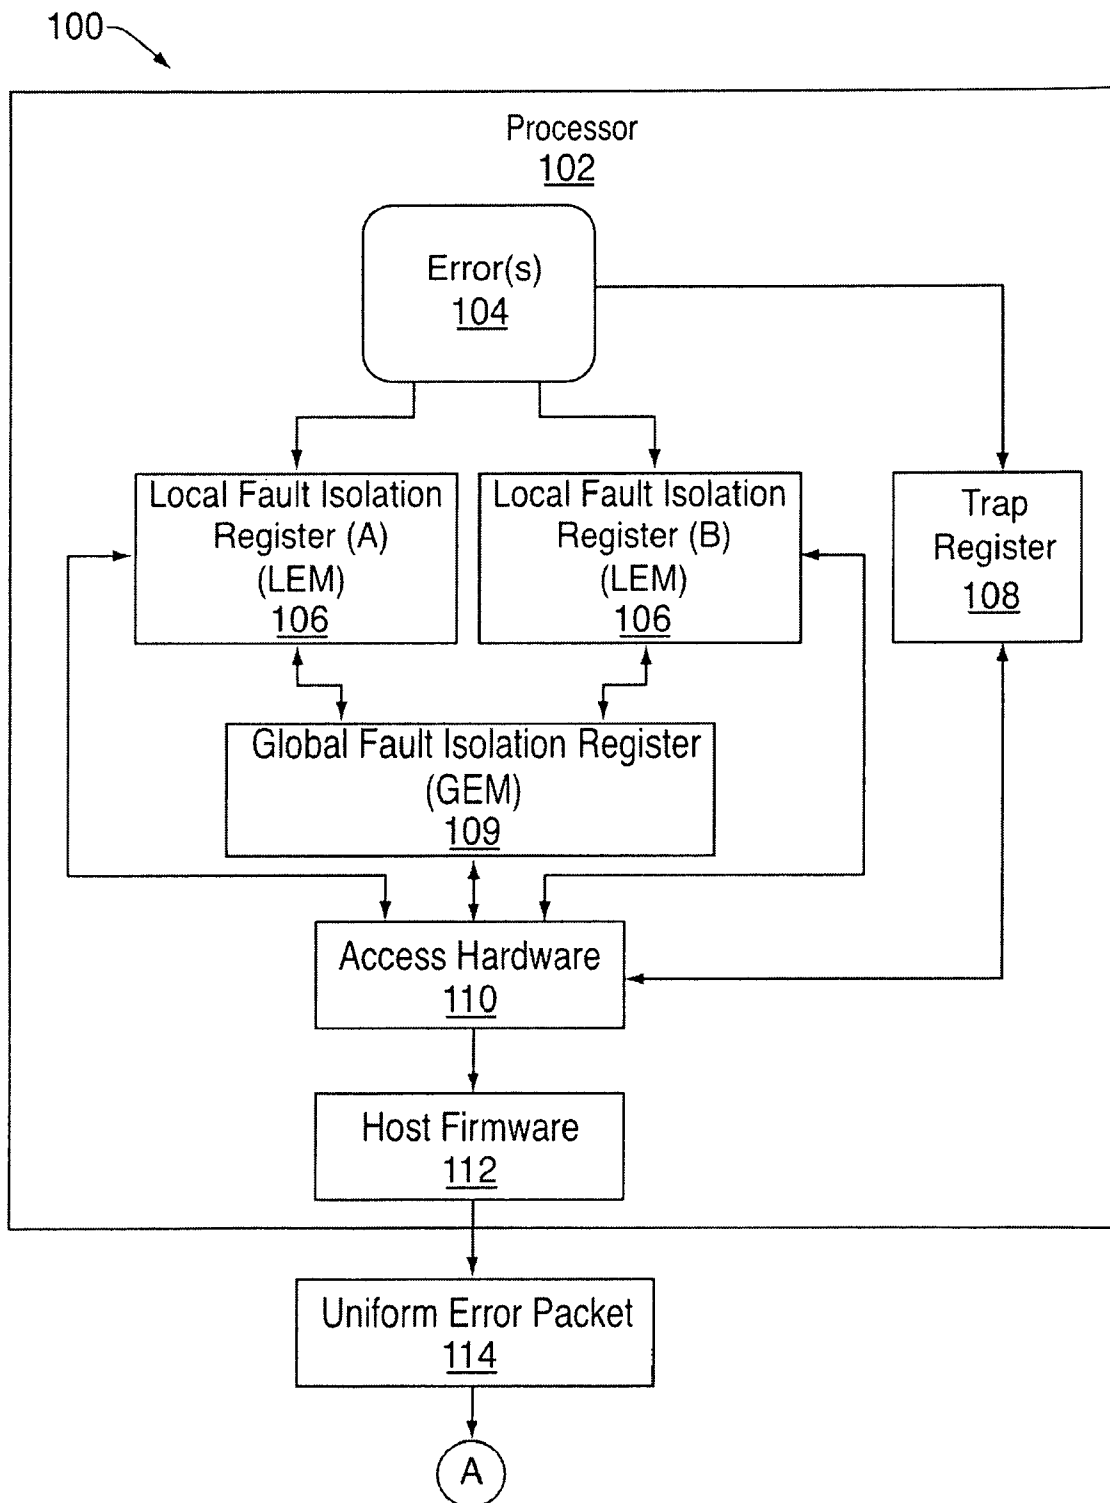 100
Processor
102
Error(s)
104
Local Fault Isolation
Register (A)
(LEM)
106
Local Fault Isolation
Register (B)
(LEM)
106
Trap
Register
108
Global Fault Isolation Register
(GEM)
109
Access Hardware
110
Host Firmware
112
Uniform Error Packet
114
A